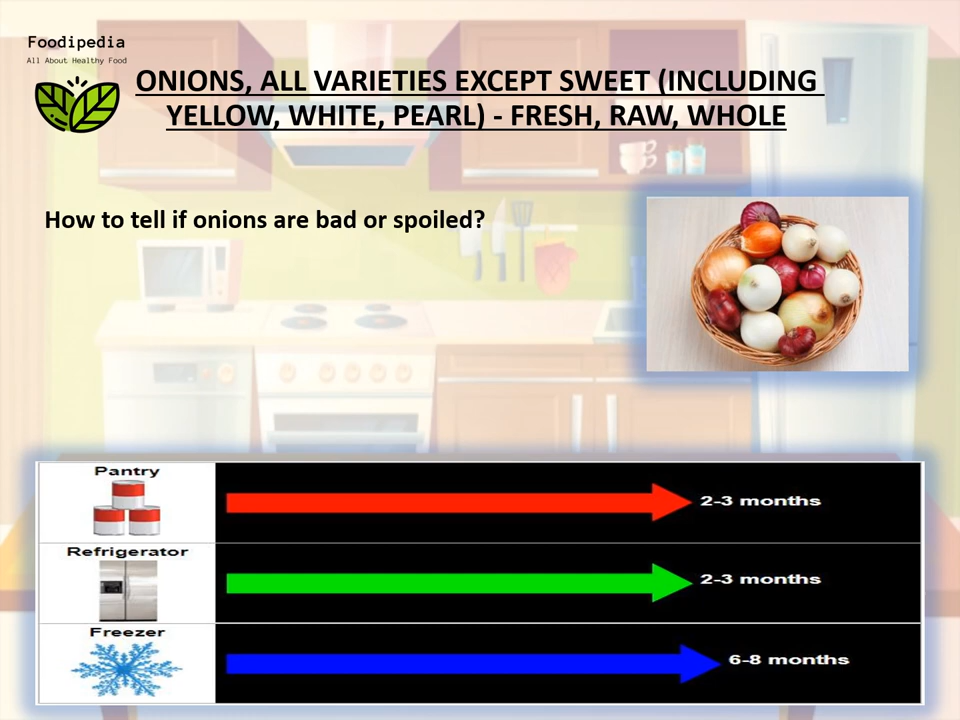 Foodipedia
All About Healthy Food
ONIONS, ALL VARIETIES EXCEPT SWEET (INCLUDING
YELLOW, WHITE, PEARL) - FRESH, RAW, WHOLE
How to tell if onions are bad or spoiled?
Pantry
2-3 months
Refrigerator
2-3 months
Freezer
6-8 months